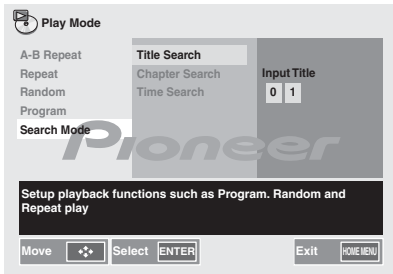 Play Mode
A-B Repeat
Repeat
Random
Program
Search Mode
Title Search
Chapter Search
Time Search
Input Title
0 1
Pioneer
Setup playback functions such as Program. Random and
Repeat play
Move Select ENTER Exit HOME MENU